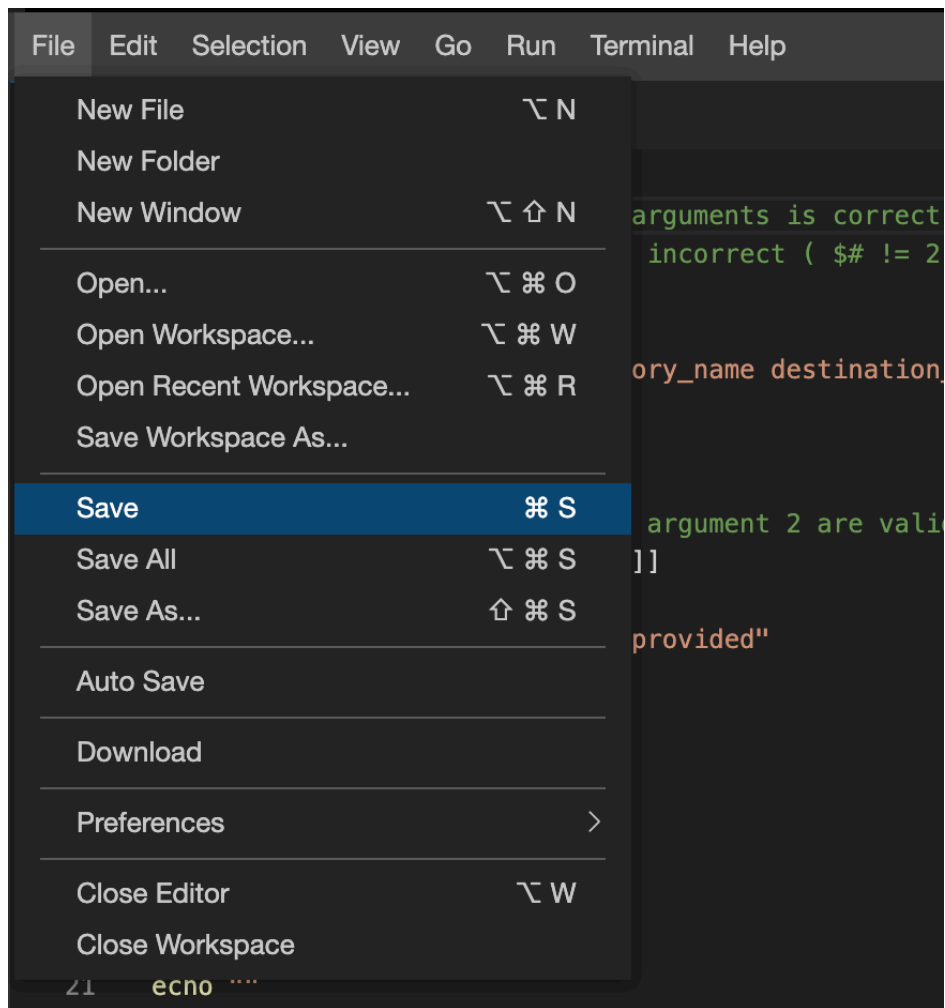 File Edit Selection View Go Run Terminal Help
New File ⌥ N
New Folder
New Window ⌥ ⇧ N
arguments is correct
incorrect ( $# != 2
Open... ⌥ ⌘ O
Open Workspace... ⌥ ⌘ W
Open Recent Workspace... ⌥ ⌘ R
ory_name destination_
Save Workspace As...
Save ⌘ S
argument 2 are valid
Save All ⌥ ⌘ S
]]
Save As... ⇧ ⌘ S
provided"
Auto Save
Download
Preferences
Close Editor ⌥ W
Close Workspace
21 echo ""